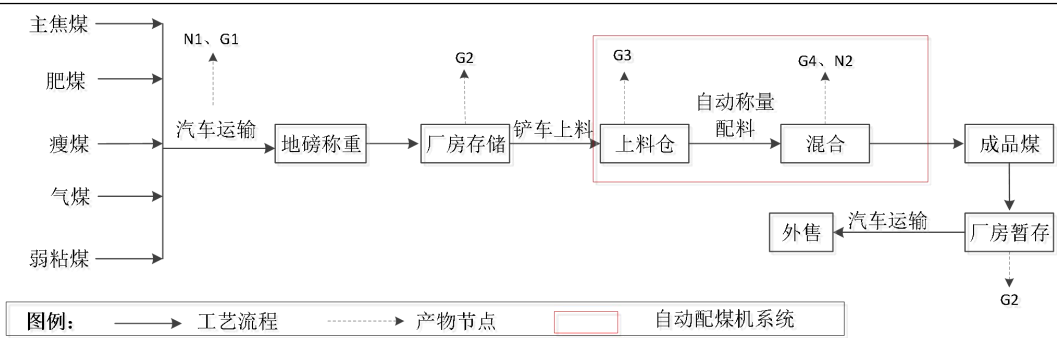 主焦煤
肥煤
瘦煤
气煤
弱粘煤
N1、G1
汽车运输
地磅称重
G2
厂房存储
铲车上料
G3
上料仓
自动称量
配料
G4、N2
混合
成品煤
厂房暂存
G2
汽车运输
外售
图例：
工艺流程
产物节点
自动配煤机系统